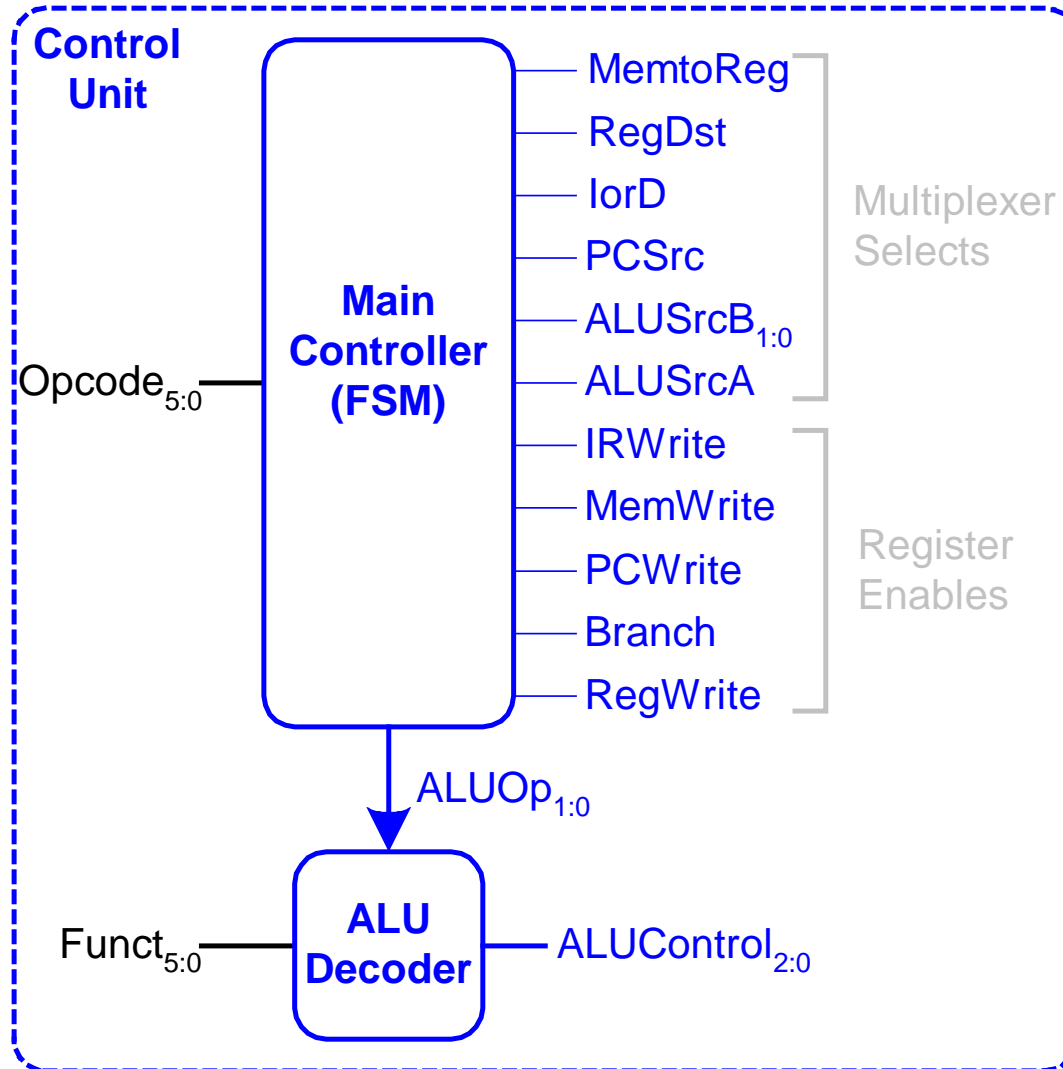 Control
Unit
MemtoReg
RegDst
IorD
PCSrc
ALUSrcB1:0
ALUSrcA
Multiplexer
Selects
Main
Controller
(FSM)
Opcode5:0
IRWrite
MemWrite
PCWrite
Branch
RegWrite
Register
Enables
ALUOp1:0
ALU
Decoder
Funct5:0
ALUControl2:0